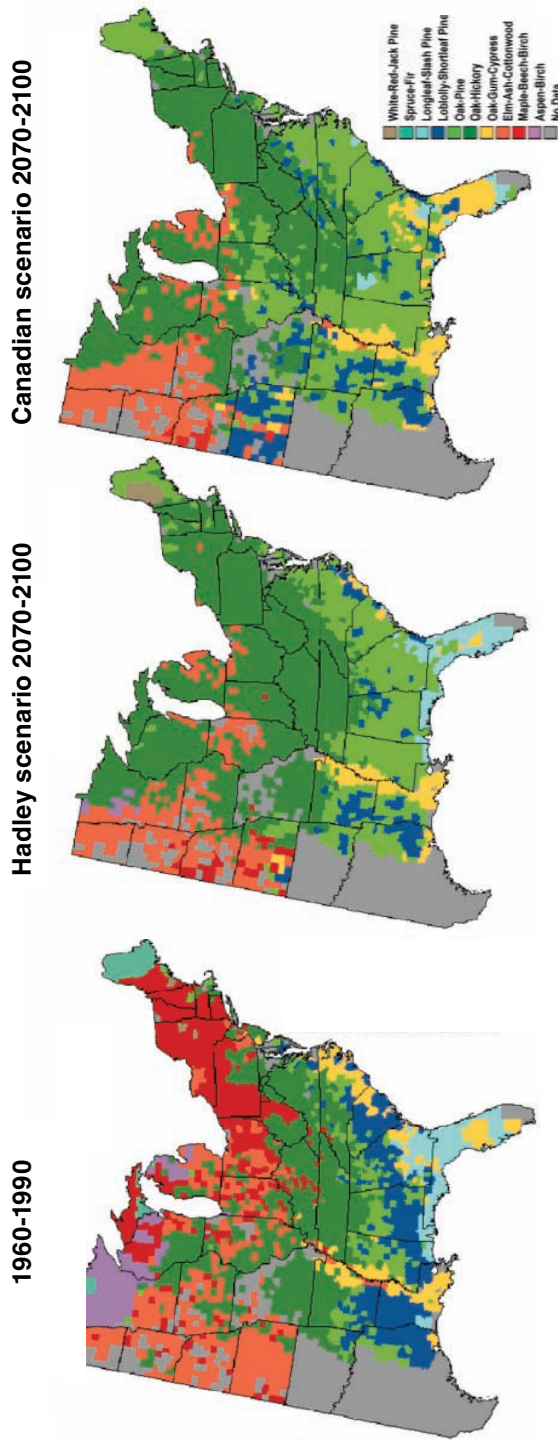 1960-1990
Hadley scenario 2070-2100
Canadian scenario 2070-2100
White-Red-Jack Pine
Spruce-Fir
Longleaf-Slash Pine
Loblolly-Shortleaf Pine
Oak-Pine
Oak-Hickory
Oak-Gum-Cypress
Elm-Ash-Cottonwood
Maple-Beech-Birch
Aspen-Birch
No Data